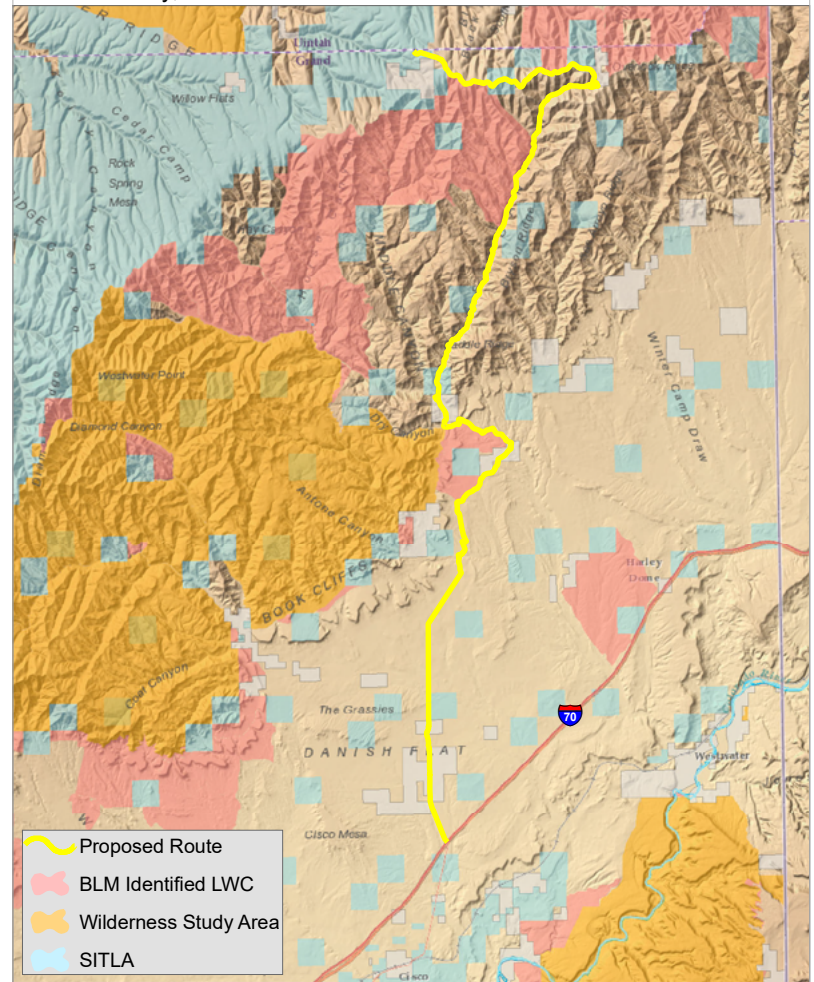 Uintah
Grand
Willow Flats
Cedar Camp
Rock
Spring
Mesa
Canyon
Westwater Point
Diamond Canyon
Winter Camp Draw
Antone Canyon
BOOK CLIFFS
Harley
Dome
Coal Canyon
The Grassies
70
DANISH FLAT
Westwater
Cisco Mesa
Cisco
Proposed Route
BLM Identified LWC
Wilderness Study Area
SITLA